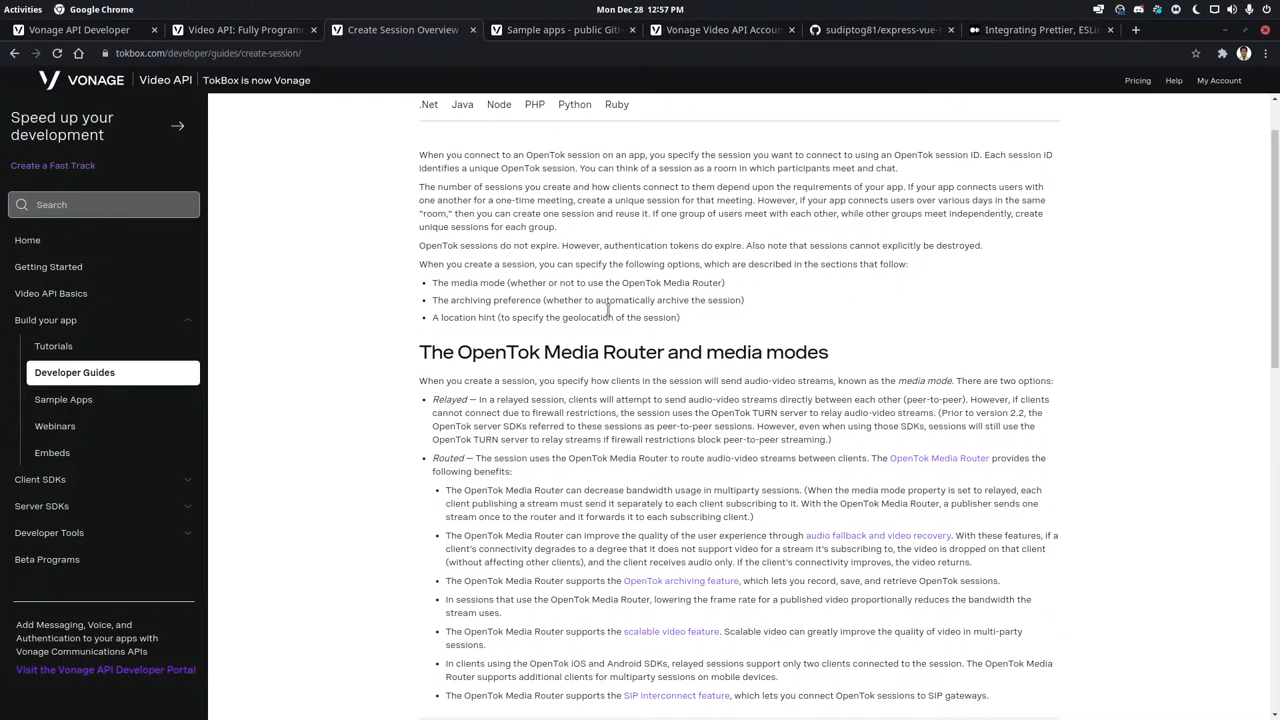 Activities
Google Chrome
Mon Dec 28 12:57 PM
Vonage API Developer
Video API: Fully Program
Create Session Overview
Sample apps - public Git
Vonage Video API Accou
sudiptog81/express-vue-
Integrating Prettier, ESLin
tokbox.com/developer/guides/create-session/
VONAGE Video API TokBox is now Vonage
Pricing Help My Account
Speed up your
development
Create a Fast Track
Search
Home
Getting Started
Video API Basics
Build your app
Tutorials
Developer Guides
Sample Apps
Webinars
Embeds
Client SDKs
Server SDKs
Developer Tools
Beta Programs
Add Messaging, Voice, and
Authentication to your apps with
Vonage Communications APIs
Visit the Vonage API Developer Portal
.Net Java Node PHP Python Ruby
When you connect to an OpenTok session on an app, you specify the session you want to connect to using an OpenTok session ID. Each session ID
identifies a unique OpenTok session. You can think of a session as a room in which participants meet and chat.
The number of sessions you create and how clients connect to them depend upon the requirements of your app. If your app connects users with
one another for a one-time meeting, create a unique session for that meeting. However, if your app connects users over various days in the same
"room," then you can create one session and reuse it. If one group of users meet with each other, while other groups meet independently, create
unique sessions for each group.
OpenTok sessions do not expire. However, authentication tokens do expire. Also note that sessions cannot explicitly be destroyed.
When you create a session, you can specify the following options, which are described in the sections that follow:
• The media mode (whether or not to use the OpenTok Media Router)
• The archiving preference (whether to automatically archive the session)
• A location hint (to specify the geolocation of the session)
The OpenTok Media Router and media modes
When you create a session, you specify how clients in the session will send audio-video streams, known as the media mode. There are two options:
• Relayed — In a relayed session, clients will attempt to send audio-video streams directly between each other (peer-to-peer). However, if clients
cannot connect due to firewall restrictions, the session uses the OpenTok TURN server to relay audio-video streams. (Prior to version 2.2, the
OpenTok server SDKs referred to these sessions as peer-to-peer sessions. However, even when using those SDKs, sessions will still use the
OpenTok TURN server to relay streams if firewall restrictions block peer-to-peer streaming.)
• Routed — The session uses the OpenTok Media Router to route audio-video streams between clients. The OpenTok Media Router provides the
following benefits:
• The OpenTok Media Router can decrease bandwidth usage in multiparty sessions. (When the media mode property is set to relayed, each
client publishing a stream must send it separately to each client subscribing to it. With the OpenTok Media Router, a publisher sends one
stream once to the router and it forwards it to each subscribing client.)
• The OpenTok Media Router can improve the quality of the user experience through audio fallback and video recovery. With these features, if a
client's connectivity degrades to a degree that it does not support video for a stream it's subscribing to, the video is dropped on that client
(without affecting other clients), and the client receives audio only. If the client's connectivity improves, the video returns.
• The OpenTok Media Router supports the OpenTok archiving feature, which lets you record, save, and retrieve OpenTok sessions.
• In sessions that use the OpenTok Media Router, lowering the frame rate for a published video proportionally reduces the bandwidth the
stream uses.
• The OpenTok Media Router supports the scalable video feature. Scalable video can greatly improve the quality of video in multi-party
sessions.
• In clients using the OpenTok iOS and Android SDKs, relayed sessions support only two clients connected to the session. The OpenTok Media
Router supports additional clients for multiparty sessions on mobile devices.
• The OpenTok Media Router supports the SIP interconnect feature, which lets you connect OpenTok sessions to SIP gateways.